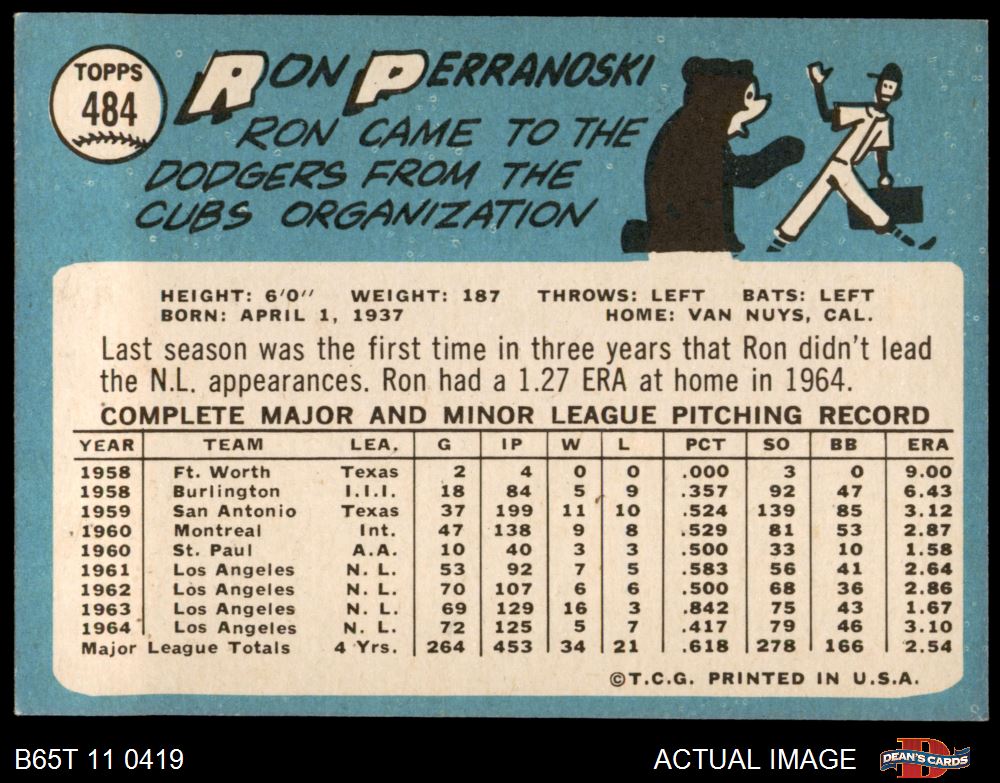 TOPPS
484
RON PERRANOSKI
RON CAME TO THE
DODGERS FROM THE
CUBS ORGANIZATION
HEIGHT: 6'0" WEIGHT: 187 THROWS: LEFT BATS: LEFT
BORN: APRIL 1, 1937 HOME: VAN NUYS, CAL.
Last season was the first time in three years that Ron didn't lead
the N.L. appearances. Ron had a 1.27 ERA at home in 1964.
COMPLETE MAJOR AND MINOR LEAGUE PITCHING RECORD
YEAR TEAM LEA. G IP W L PCT SO BB ERA
1958 Ft. Worth Texas 2 4 0 0 .000 3 0 9.00
1958 Burlington I.I.I. 18 84 5 9 .357 92 47 6.43
1959 San Antonio Texas 37 199 11 10 .524 139 85 3.12
1960 Montreal Int. 47 138 9 8 .529 81 53 2.87
1960 St. Paul A.A. 10 40 3 3 .500 33 10 1.58
1961 Los Angeles N. L. 53 92 7 5 .583 56 41 2.64
1962 Los Angeles N. L. 70 107 6 6 .500 68 36 2.86
1963 Los Angeles N. L. 69 129 16 3 .842 75 43 1.67
1964 Los Angeles N. L. 72 125 5 7 .417 79 46 3.10
Major League Totals 4 Yrs. 264 453 34 21 .618 278 166 2.54
©T.C.G. PRINTED IN U.S.A.
B65T 11 0419 ACTUAL IMAGE DEAN'S CARDS